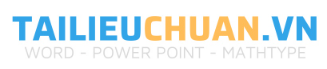 TAILIEUCHUAN.VN
WORD - POWER POINT - MATHTYPE